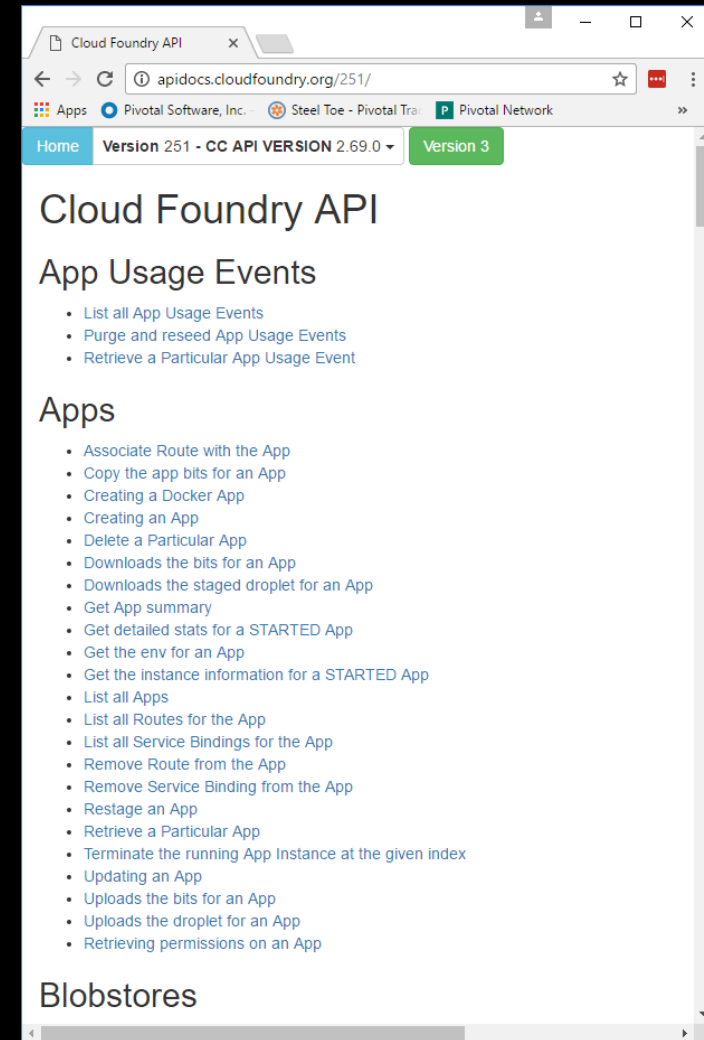 Cloud Foundry API
apidocs.cloudfoundry.org/251/
Apps Pivotal Software, Inc. - Steel Toe - Pivotal Tra Pivotal Network »
Home Version 251 - CC API VERSION 2.69.0 Version 3
Cloud Foundry API
App Usage Events
• List all App Usage Events
• Purge and reseed App Usage Events
• Retrieve a Particular App Usage Event
Apps
• Associate Route with the App
• Copy the app bits for an App
• Creating a Docker App
• Creating an App
• Delete a Particular App
• Downloads the bits for an App
• Downloads the staged droplet for an App
• Get App summary
• Get detailed stats for a STARTED App
• Get the env for an App
• Get the instance information for a STARTED App
• List all Apps
• List all Routes for the App
• List all Service Bindings for the App
• Remove Route from the App
• Remove Service Binding from the App
• Restage an App
• Retrieve a Particular App
• Terminate the running App Instance at the given index
• Updating an App
• Uploads the bits for an App
• Uploads the droplet for an App
• Retrieving permissions on an App
Blobstores